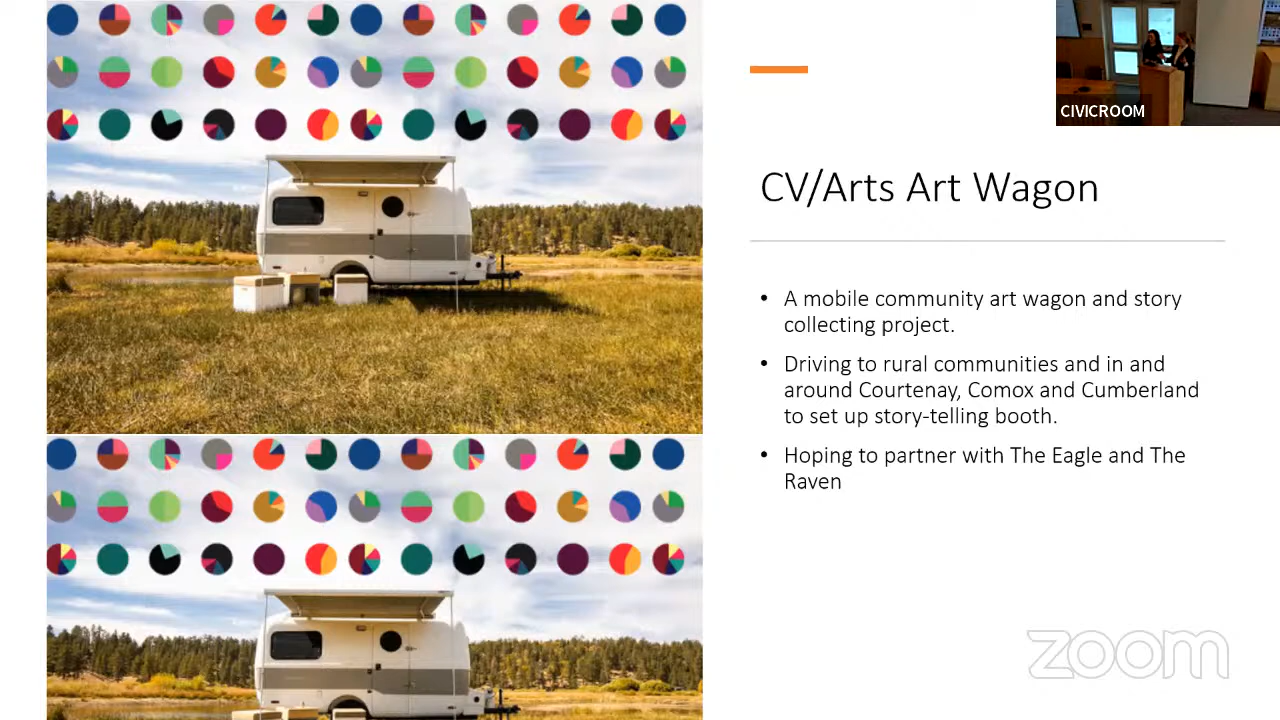 CIVICROOM
CV/Arts Art Wagon
• A mobile community art wagon and story
collecting project.
• Driving to rural communities and in and
around Courtenay, Comox and Cumberland
to set up story-telling booth.
• Hoping to partner with The Eagle and The
Raven
zoom